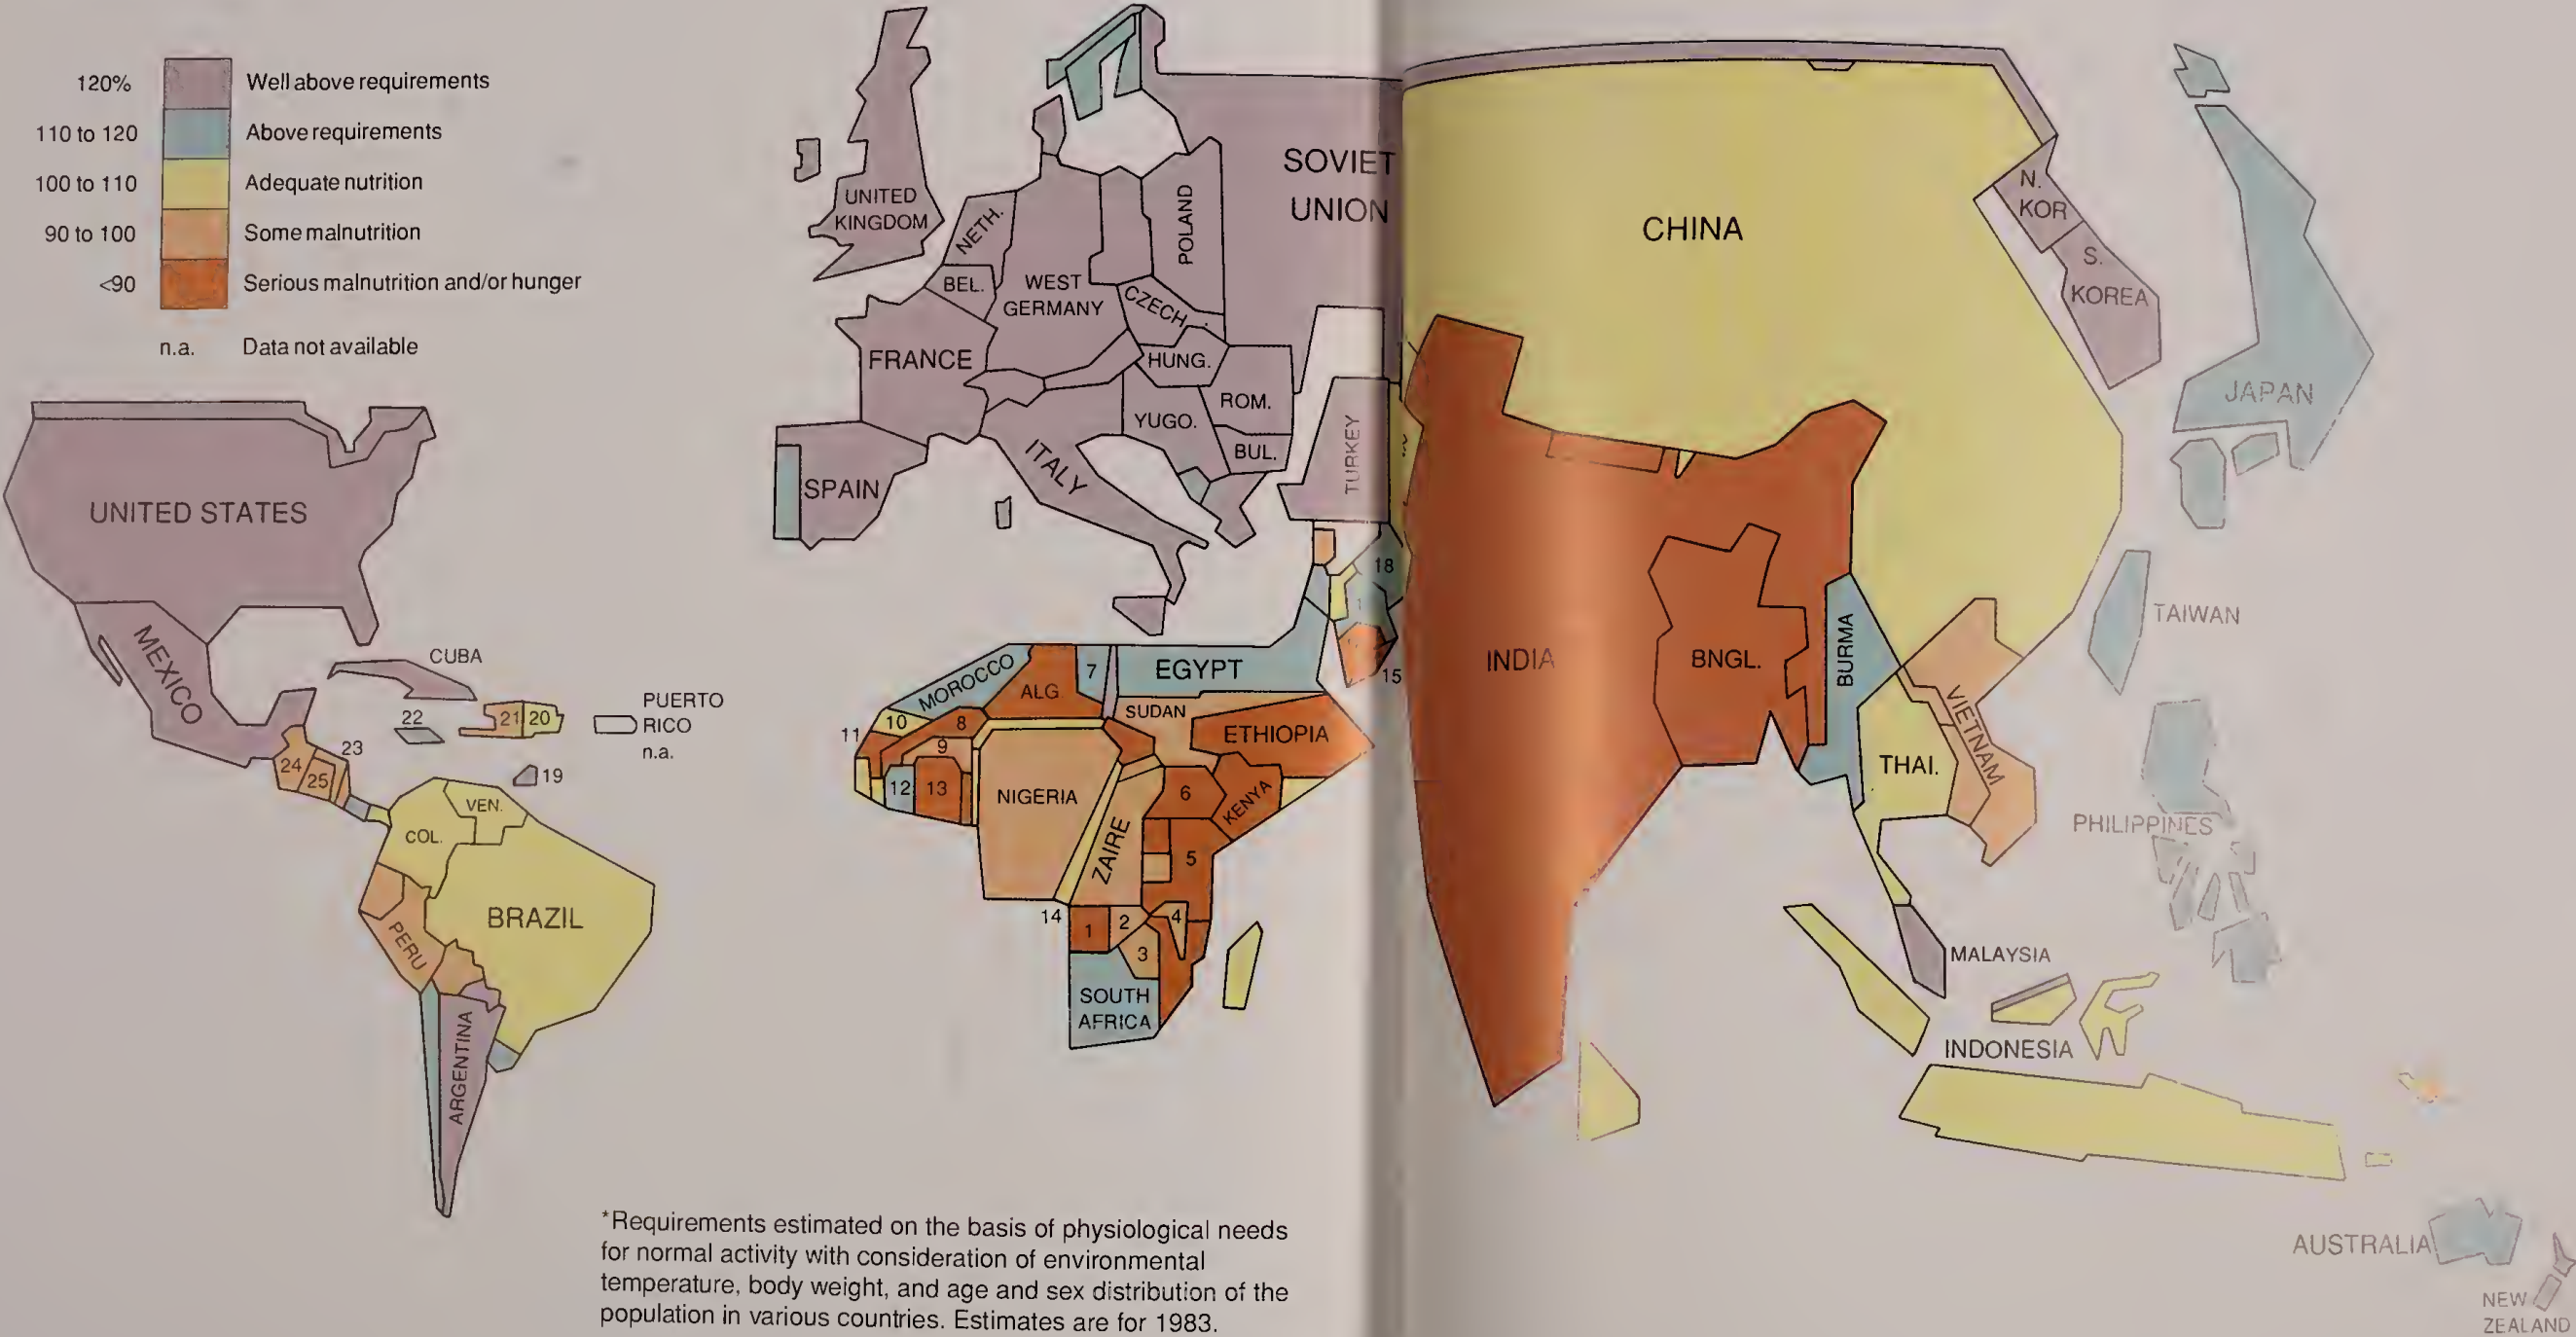 120% Well above requirements
110 to 120 Above requirements
100 to 110 Adequate nutrition
90 to 100 Some malnutrition
<90 Serious malnutrition and/or hunger
n.a. Data not available
UNITED STATES
MEXICO
CUBA
22
21
20
PUERTO
RICO
n.a.
23
24
25
19
VEN.
COL.
BRAZIL
PERU
ARGENTINA
UNITED
KINGDOM
NETH.
BEL.
WEST
GERMANY
POLAND
CZECH.
FRANCE
HUNG.
ROM.
YUGO.
BUL.
ITALY
SPAIN
TURKEY
SOVIET
UNION
18
15
MOROCCO
ALG.
7
EGYPT
SUDAN
ETHIOPIA
10
8
11
9
12
13
NIGERIA
ZAIRE
6
KENYA
5
14
1
2
4
3
SOUTH
AFRICA
CHINA
N.
KOR
S.
KOREA
JAPAN
TAIWAN
INDIA
BNGL.
BURMA
VIETNAM
THAI.
PHILIPPINES
MALAYSIA
INDONESIA
AUSTRALIA
NEW
ZEALAND
*Requirements estimated on the basis of physiological needs
for normal activity with consideration of environmental
temperature, body weight, and age and sex distribution of the
population in various countries. Estimates are for 1983.